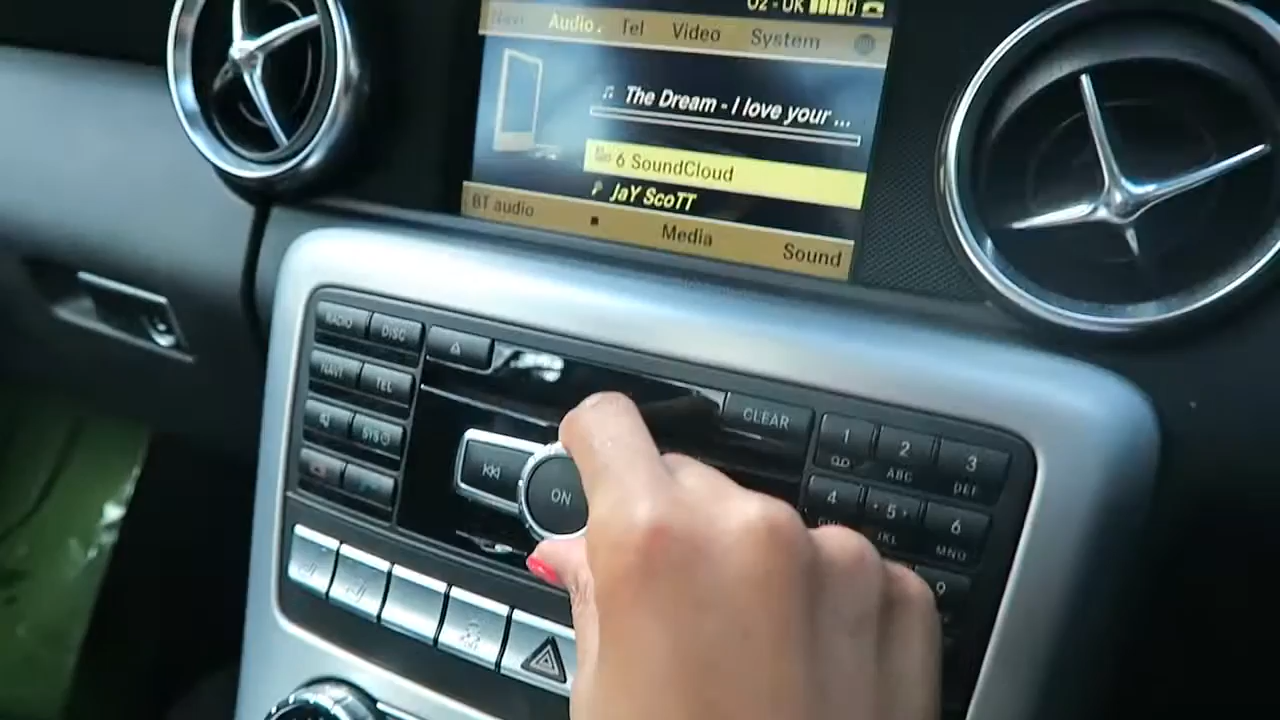 O2 - UK
Navi Audio Tel Video System
The Dream - I love your ...
6 SoundCloud
JaY ScoTT
BT audio Media Sound
RADIO DISC
NAVI TEL
SYS
CLEAR
ON
1 2 3
ABC DEF
4 5 6
JKL MNO
9